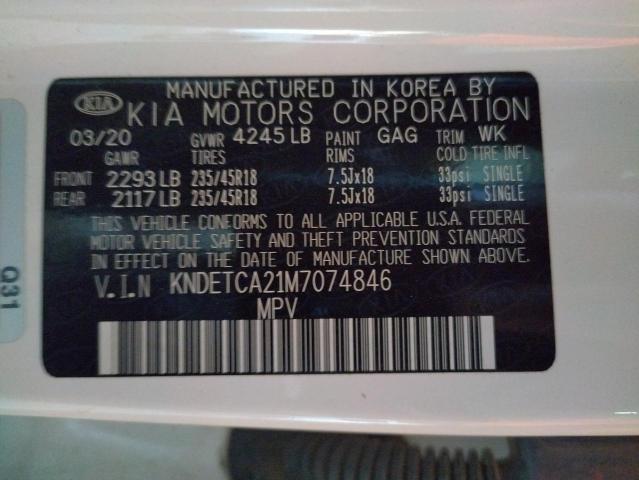 MANUFACTURED IN KOREA BY
KIA KIA MOTORS CORPORATION
03/20 GVWR 4245 LB PAINT GAG TRIM WK
GAWR TIRES RIMS COLD TIRE INFL
FRONT 2293 LB 235/45R18 7.5Jx18 33psi SINGLE
REAR 2117 LB 235/45R18 7.5Jx18 33psi SINGLE
THIS VEHICLE CONFORMS TO ALL APPLICABLE U.S.A. FEDERAL
MOTOR VEHICLE SAFETY AND THEFT PREVENTION STANDARDS
IN EFFECT ON THE DATE OF MANUFACTURE SHOWN ABOVE.
V.I.N KNDETCA21M7074846
MPV
Q31